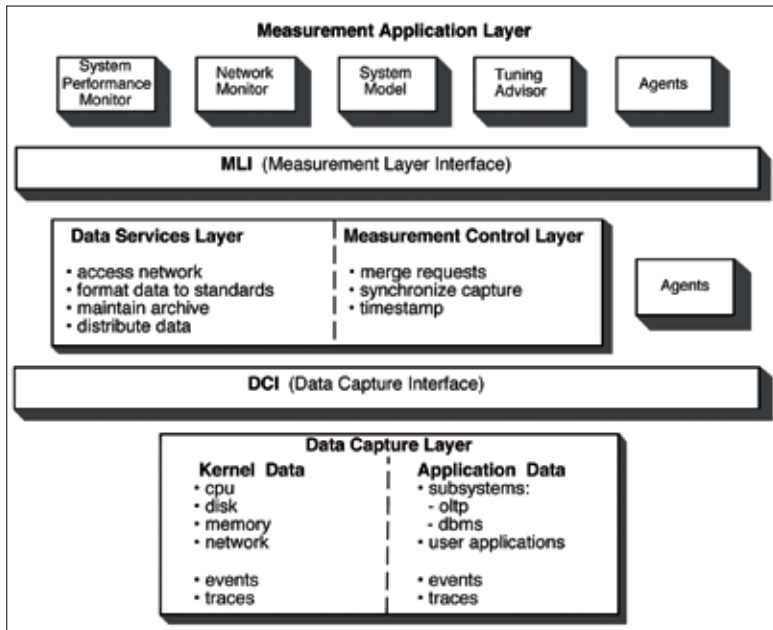 Measurement Application Layer
System
Performance
Monitor
Network
Monitor
System
Model
Tuning
Advisor
Agents
MLI (Measurement Layer Interface)
Data Services Layer
• access network
• format data to standards
• maintain archive
• distribute data
Measurement Control Layer
• merge requests
• synchronize capture
• timestamp
Agents
DCI (Data Capture Interface)
Data Capture Layer
Kernel Data
• cpu
• disk
• memory
• network
• events
• traces
Application Data
• subsystems:
- oltp
- dbms
• user applications
• events
• traces